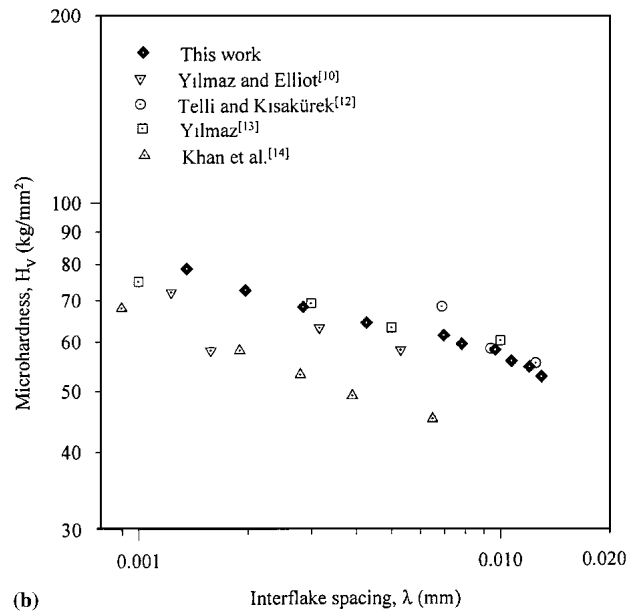 200
This work
Yılmaz and Elliot[10]
Telli and Kısakürek[12]
Yılmaz[13]
Khan et al.[14]
100
90
80
70
60
50
40
30
Microhardness, HV (kg/mm2)
0.001
0.010
0.020
(b)
Interflake spacing, λ (mm)